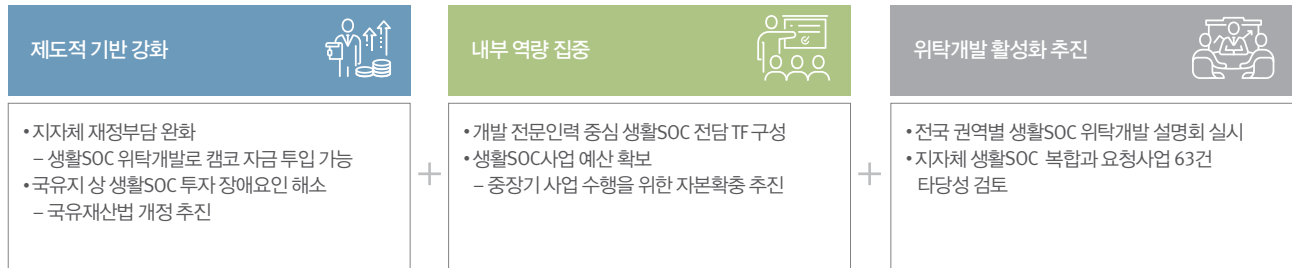 제도적 기반 강화
•지자체 재정부담 완화
– 생활SOC 위탁개발로 캠코 자금 투입 가능
•국유지 상 생활SOC 투자 장애요인 해소
– 국유재산법 개정 추진
+
내부 역량 집중
•개발 전문인력 중심 생활SOC 전담 TF 구성
•생활SOC사업 예산 확보
– 중장기 사업 수행을 위한 자본확충 추진
+
위탁개발 활성화 추진
•전국 권역별 생활SOC 위탁개발 설명회 실시
•지자체 생활SOC 복합과 요청사업 63건
타당성 검토